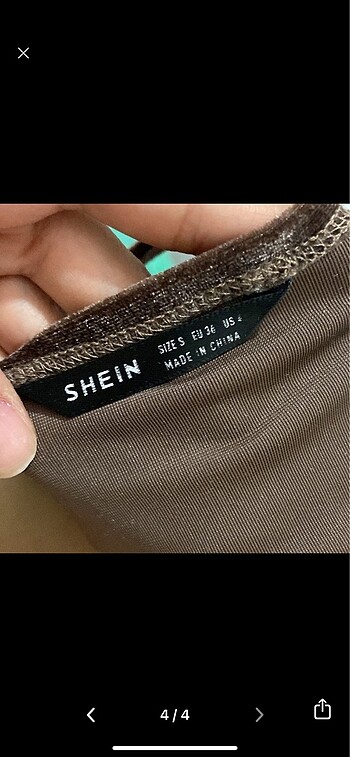 SHEIN
SIZE S EU 36 US 4
MADE IN CHINA
4/4